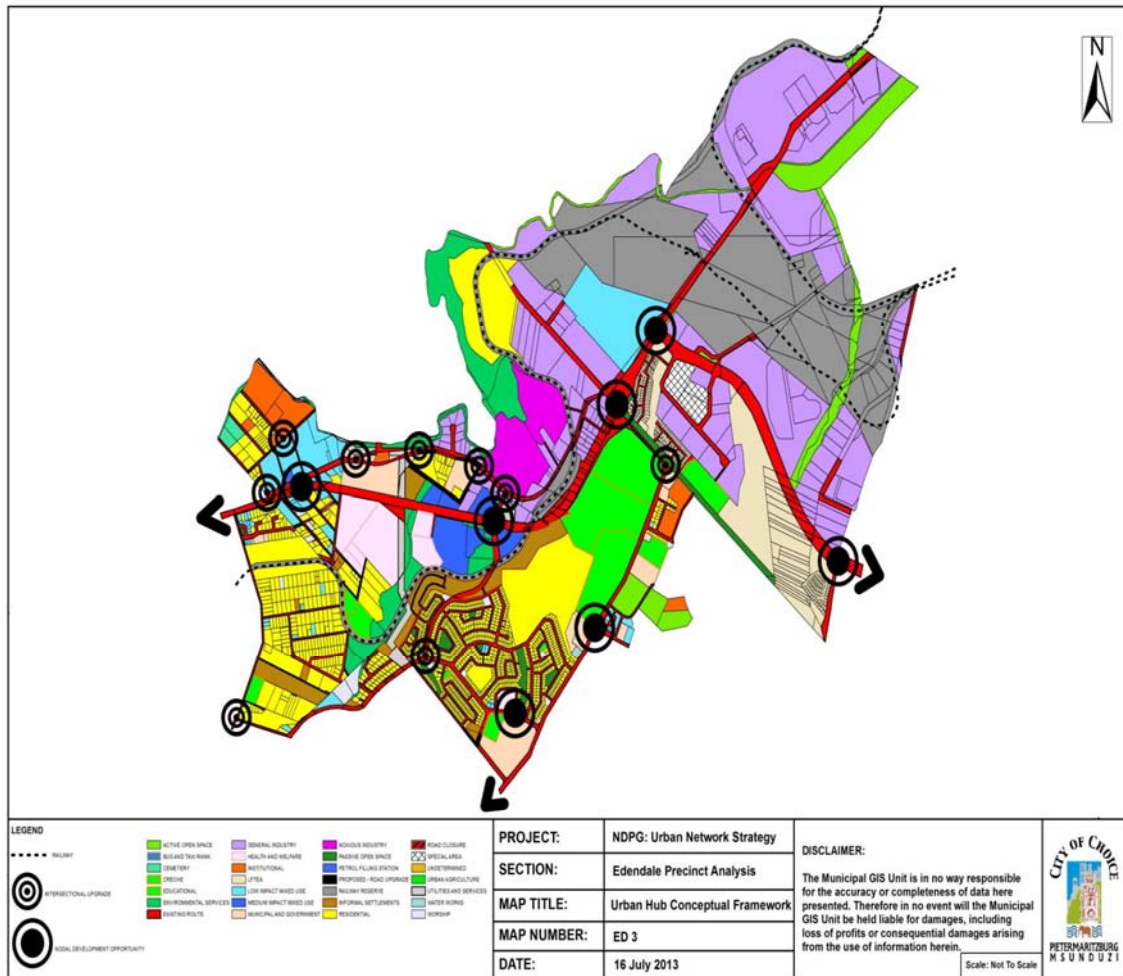 N
LEGEND
RAILWAY
INTERSECTIONAL UPGRADE
NODAL DEVELOPMENT OPPORTUNITY
ACTIVE OPEN SPACE
BUS AND TAXI RANK
CEMETERY
CRECHE
EDUCATIONAL
ENVIRONMENTAL SERVICES
EXISTING ROUTE
GENERAL INDUSTRY
HEALTH AND WELFARE
INSTITUTIONAL
LIFTEA
LOW IMPACT MIXED USE
MEDIUM IMPACT MIXED USE
MUNICIPAL AND GOVERNMENT
NOXIOUS INDUSTRY
PASSIVE OPEN SPACE
PETROL FILLING STATION
PROPOSED - ROAD UPGRADE
RAILWAY RESERVE
INFORMAL SETTLEMENTS
RESIDENTIAL
ROAD CLOSURE
SPECIAL AREA
UNDETERMINED
URBAN AGRICULTURE
UTILITIES AND SERVICES
WATER WORKS
WORSHIP
PROJECT: NDPG: Urban Network Strategy
SECTION: Edendale Precinct Analysis
MAP TITLE: Urban Hub Conceptual Framework
MAP NUMBER: ED 3
DATE: 16 July 2013
DISCLAIMER:
The Municipal GIS Unit is in no way responsible
for the accuracy or completeness of data here
presented. Therefore in no event will the Municipal
GIS Unit be held liable for damages, including
loss of profits or consequential damages arising
from the use of information herein.
Scale: Not To Scale
CITY OF CHOICE
PIETERMARITZBURG
MSUNDUZI